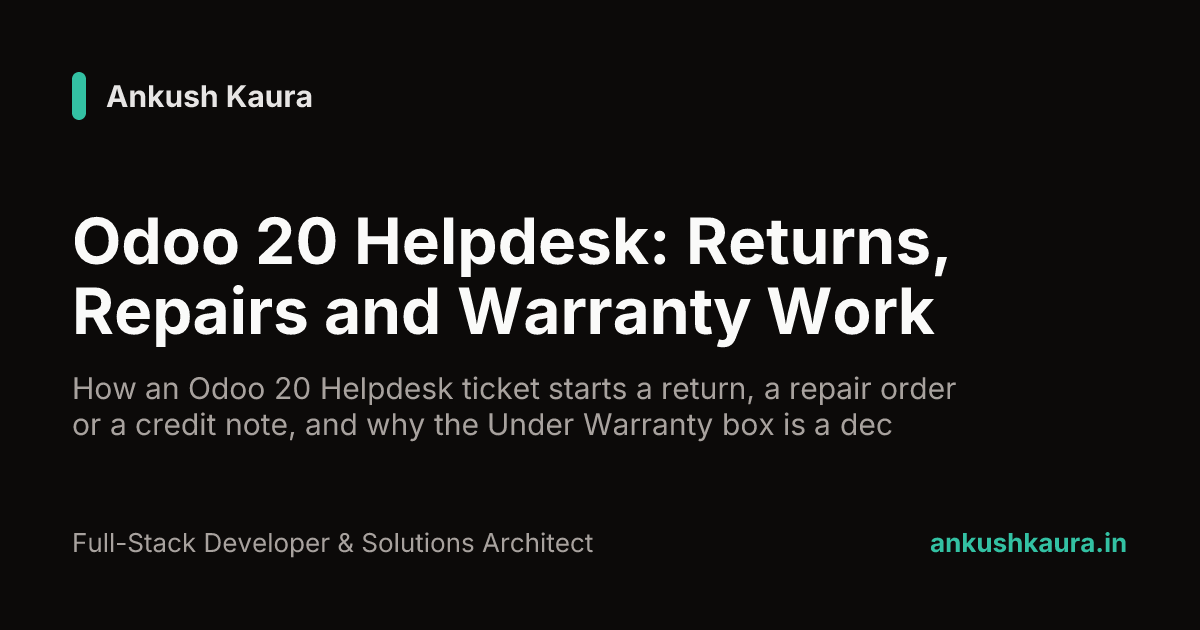 Ankush Kaura
Odoo 20 Helpdesk: Returns,
Repairs and Warranty Work
How an Odoo 20 Helpdesk ticket starts a return, a repair order
or a credit note, and why the Under Warranty box is a dec
Full-Stack Developer & Solutions Architect
ankushkaura.in